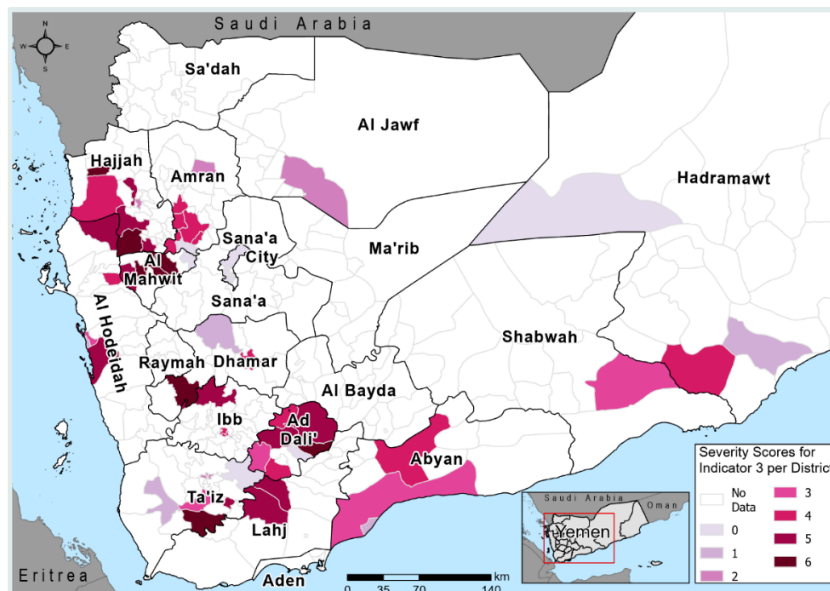 N
W
E
S
Saudi Arabia
Sa'dah
Al Jawf
Hajjah
Amran
Hadramawt
Sana'a
City
Ma'rib
Al
Mahwit
Sana'a
Al Hodeidah
Shabwah
Raymah
Dhamar
Al Bayda
Ibb
Ad
Dali'
Abyan
Ta'iz
Lahj
Aden
Eritrea
km
0 35 70 140
Severity Scores for
Indicator 3 per District
No
Data
0
1
2
3
4
5
6
Saudi Arabia
Oman
Yemen